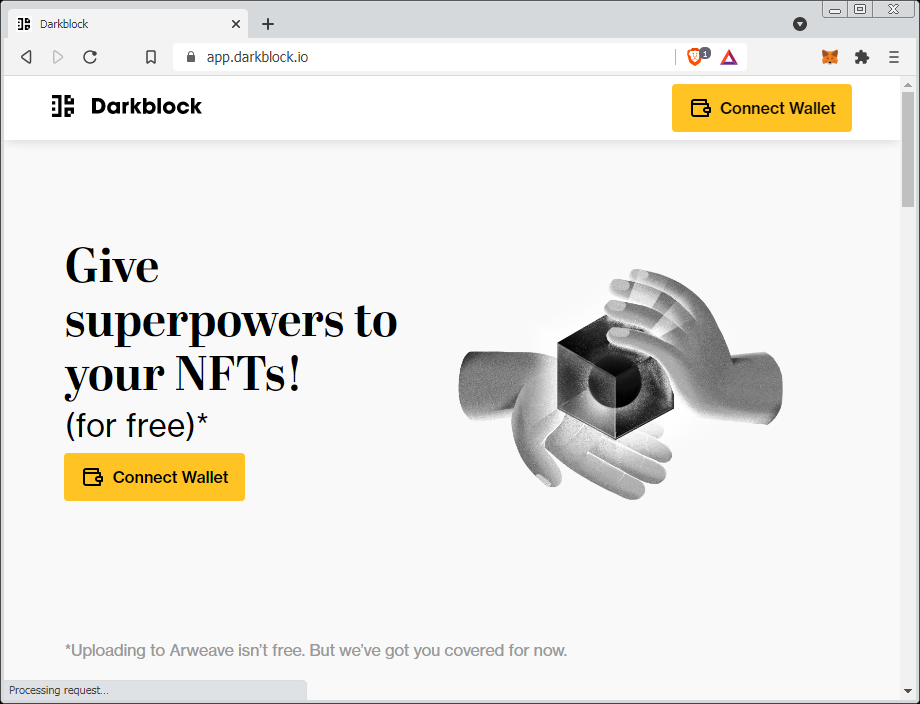 Darkblock
app.darkblock.io
1
Darkblock
Connect Wallet
Give
superpowers to
your NFTs!
(for free)*
Connect Wallet
*Uploading to Arweave isn't free. But we've got you covered for now.
Processing request...